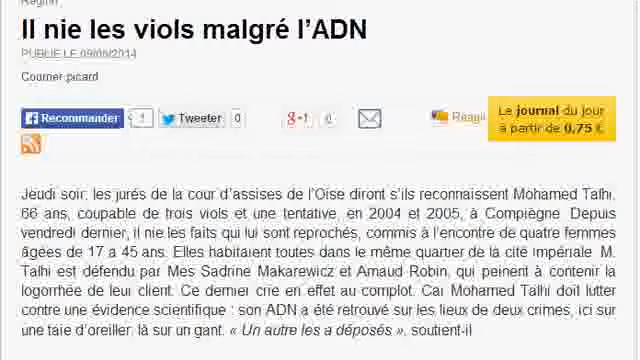 Région
Il nie les viols malgré l'ADN
PUBLIÉ LE 09/06/2014
Courrier picard
Recommander 1 Tweeter 0 g+1 0 Réagir
Le journal du jour
à partir de 0,75 €
Jeudi soir, les jurés de la cour d'assises de l'Oise diront s'ils reconnaissent Mohamed Talhi,
66 ans, coupable de trois viols et une tentative, en 2004 et 2005, à Compiègne. Depuis
vendredi dernier, il nie les faits qui lui sont reprochés, commis à l'encontre de quatre femmes
âgées de 17 à 45 ans. Elles habitaient toutes dans le même quartier de la cité impériale. M.
Talhi est défendu par Mes Sadrine Makarewicz et Arnaud Robin, qui peinent à contenir la
logorrhée de leur client. Ce dernier crie en effet au complot. Car Mohamed Talhi doit lutter
contre une évidence scientifique : son ADN a été retrouvé sur les lieux de deux crimes, ici sur
une taie d'oreiller, là sur un gant. « Un autre les a déposés », soutient-il